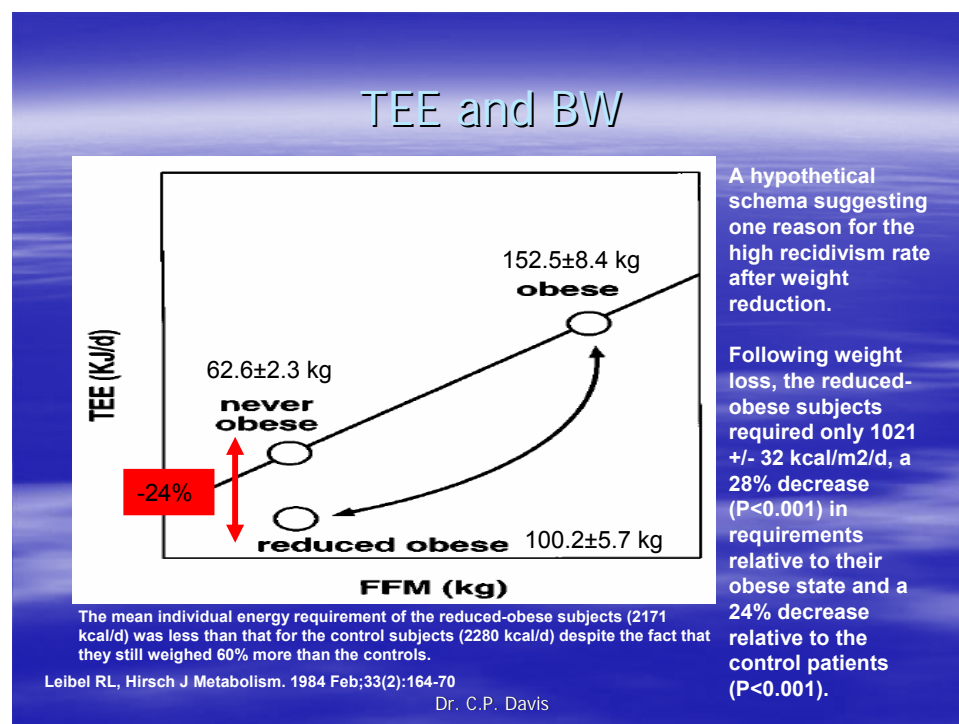 TEE and BW
A hypothetical
schema suggesting
one reason for the
high recidivism rate
after weight
reduction.
Following weight
loss, the reduced-
obese subjects
required only 1021
+/- 32 kcal/m2/d, a
28% decrease
(P<0.001) in
requirements
relative to their
obese state and a
24% decrease
relative to the
control patients
(P<0.001).
152.5±8.4 kg
obese
62.6±2.3 kg
never
obese
TEE (KJ/d)
-24%
reduced obese
100.2±5.7 kg
FFM (kg)
The mean individual energy requirement of the reduced-obese subjects (2171
kcal/d) was less than that for the control subjects (2280 kcal/d) despite the fact that
they still weighed 60% more than the controls.
Leibel RL, Hirsch J Metabolism. 1984 Feb;33(2):164-70
Dr. C.P. Davis